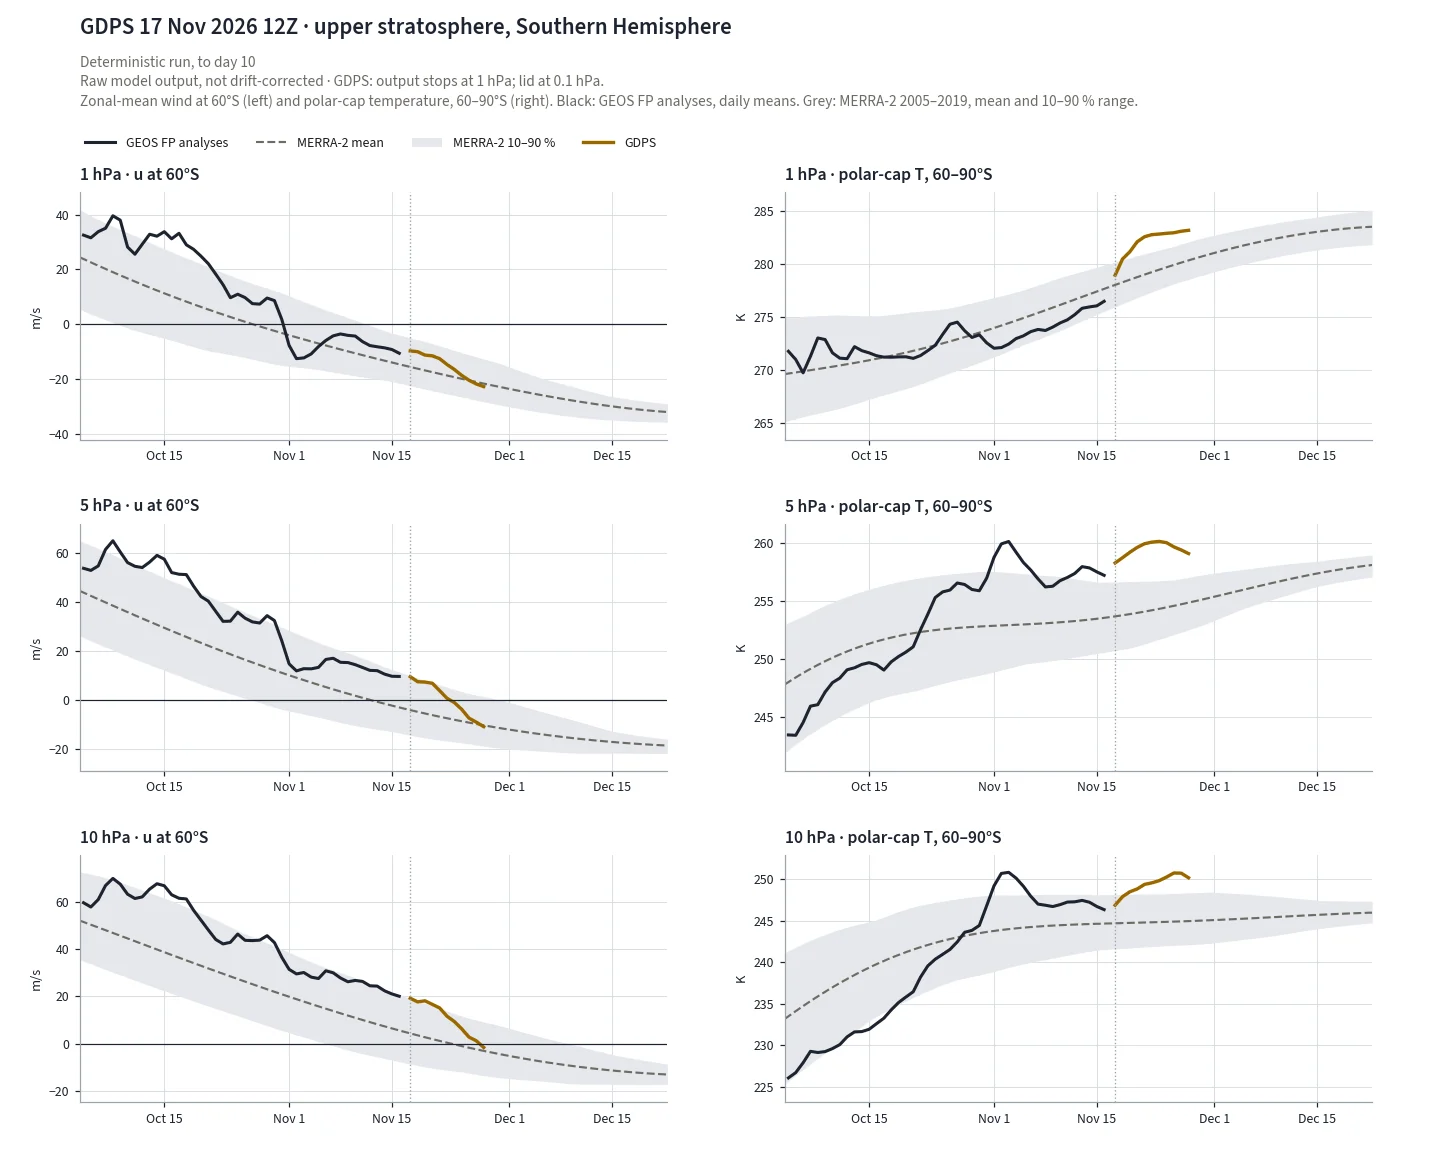 GDPS 17 Nov 2026 12Z · upper stratosphere, Southern Hemisphere
Deterministic run, to day 10
Raw model output, not drift-corrected · GDPS: output stops at 1 hPa; lid at 0.1 hPa.
Zonal-mean wind at 60°S (left) and polar-cap temperature, 60–90°S (right). Black: GEOS FP analyses, daily means. Grey: MERRA-2 2005–2019, mean and 10–90 % range.
GEOS FP analyses
MERRA-2 mean
MERRA-2 10–90 %
GDPS
1 hPa · u at 60°S
40
20
0
−20
−40
m/s
Oct 15
Nov 1
Nov 15
Dec 1
Dec 15
1 hPa · polar-cap T, 60–90°S
285
280
275
270
265
K
Oct 15
Nov 1
Nov 15
Dec 1
Dec 15
5 hPa · u at 60°S
60
40
20
0
−20
m/s
Oct 15
Nov 1
Nov 15
Dec 1
Dec 15
5 hPa · polar-cap T, 60–90°S
260
255
250
245
K
Oct 15
Nov 1
Nov 15
Dec 1
Dec 15
10 hPa · u at 60°S
60
40
20
0
−20
m/s
Oct 15
Nov 1
Nov 15
Dec 1
Dec 15
10 hPa · polar-cap T, 60–90°S
250
245
240
235
230
225
K
Oct 15
Nov 1
Nov 15
Dec 1
Dec 15